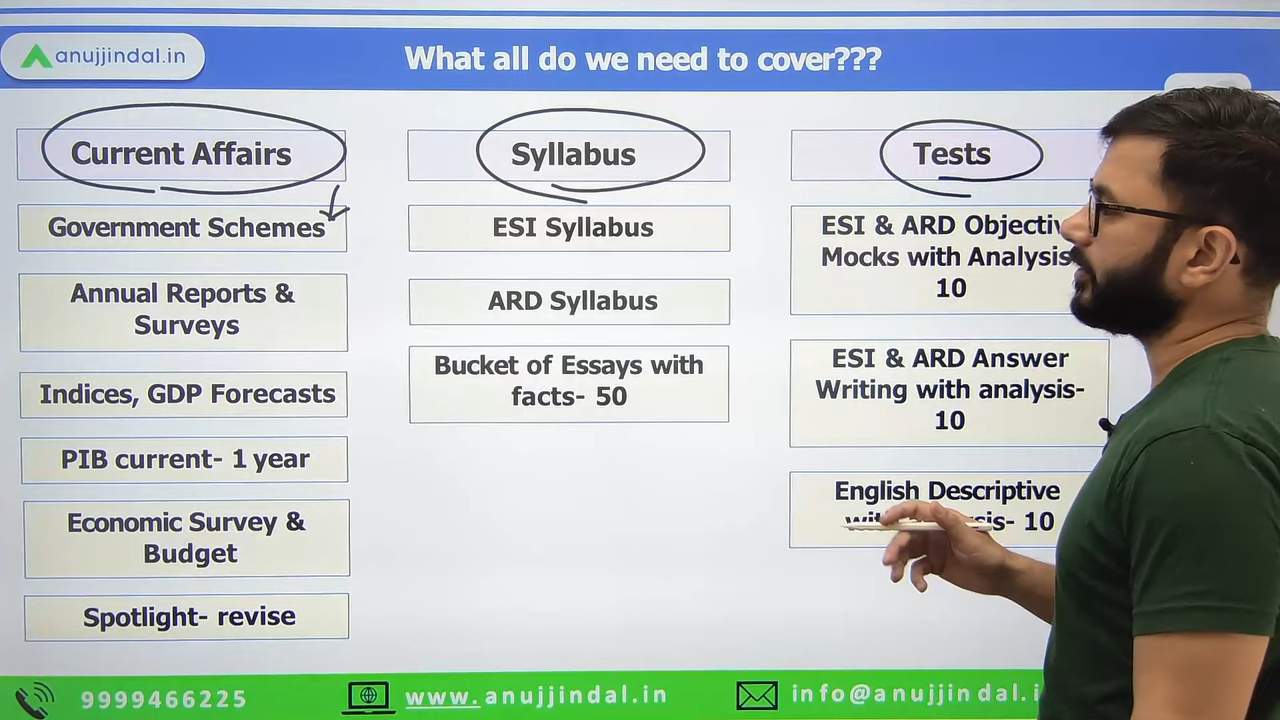 anujjindal.in
What all do we need to cover???
Current Affairs
Government Schemes
Annual Reports &
Surveys
Indices, GDP Forecasts
PIB current- 1 year
Economic Survey &
Budget
Spotlight- revise
Syllabus
ESI Syllabus
ARD Syllabus
Bucket of Essays with
facts- 50
Tests
ESI & ARD Objectiv
Mocks with Analysis
10
ESI & ARD Answer
Writing with analysis-
10
English Descriptive
10
9999466225
www.anujjindal.in
info@anujjindal.i